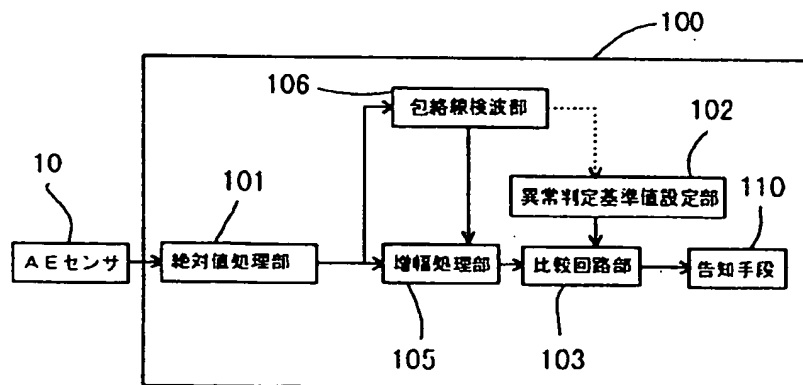 100
106
包絡線検波部
102
10
101
異常判定基準値設定部
110
AEセンサ
絶対値処理部
増幅処理部
比較回路部
告知手段
105
103